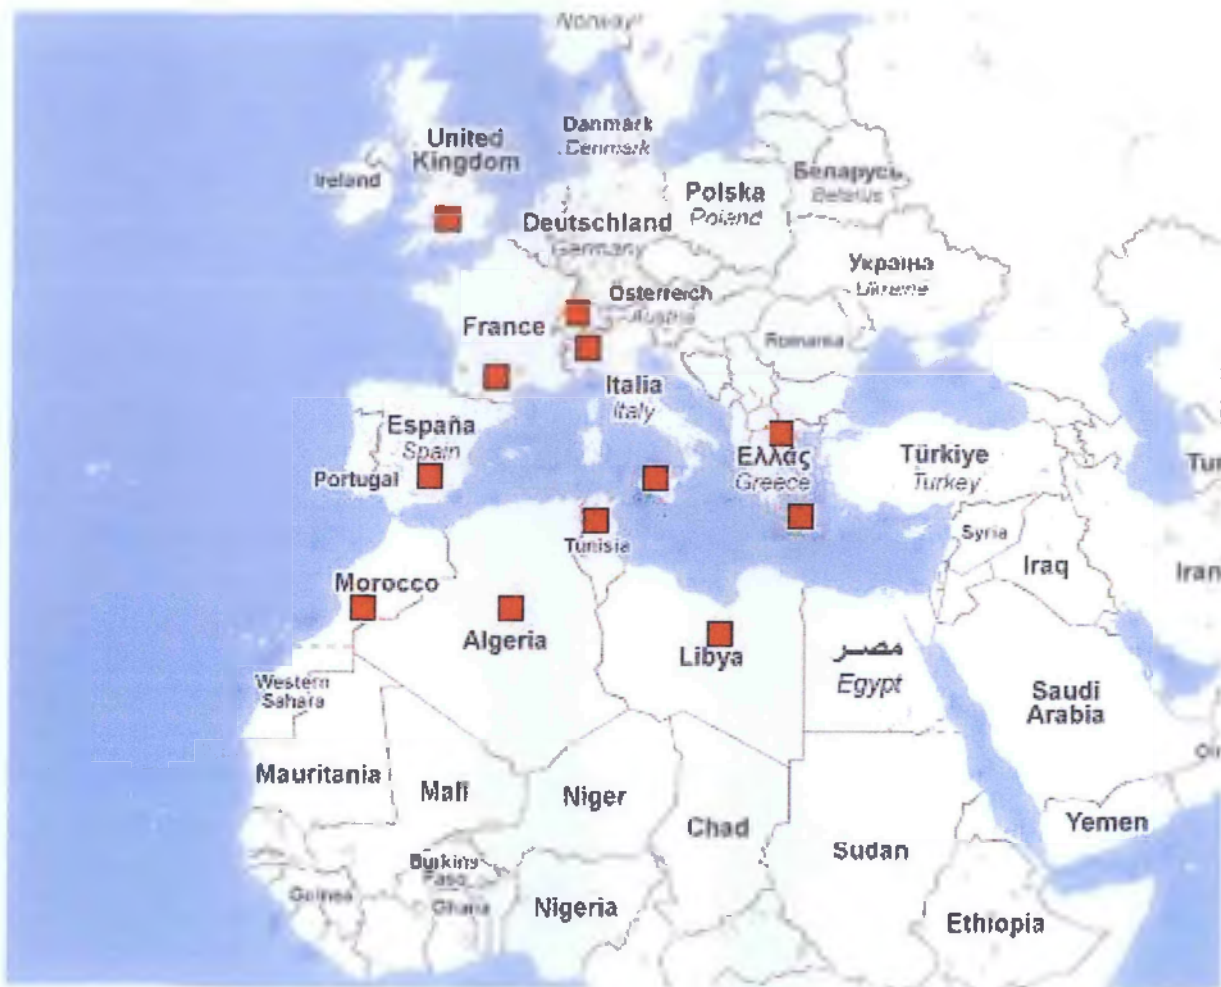 Norway
Danmark
Denmark
United
Kingdom
Ireland
Беларусь
Belarus
Polska
Poland
Deutschland
Germany
Україна
Ukraine
Österreich
Austria
France
Romania
Italia
Italy
España
Spain
Portugal
Ελλάς
Greece
Türkiye
Turkey
Tur
Syria
Iraq
Iran
Tunisia
Morocco
Algeria
Libya
مصر
Egypt
Western
Sahara
Saudi
Arabia
Mauritania
Mali
Niger
Chad
Sudan
Yemen
Burkina
Faso
Guinea
Ghana
Nigeria
Ethiopia